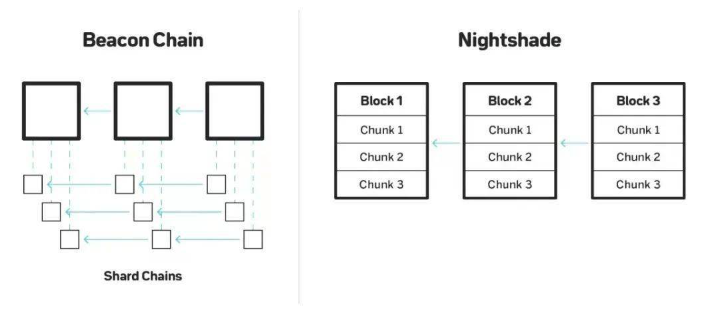 Beacon Chain
Shard Chains
Nightshade
Block 1
Chunk 1
Chunk 2
Chunk 3
Block 2
Chunk 1
Chunk 2
Chunk 3
Block 3
Chunk 1
Chunk 2
Chunk 3